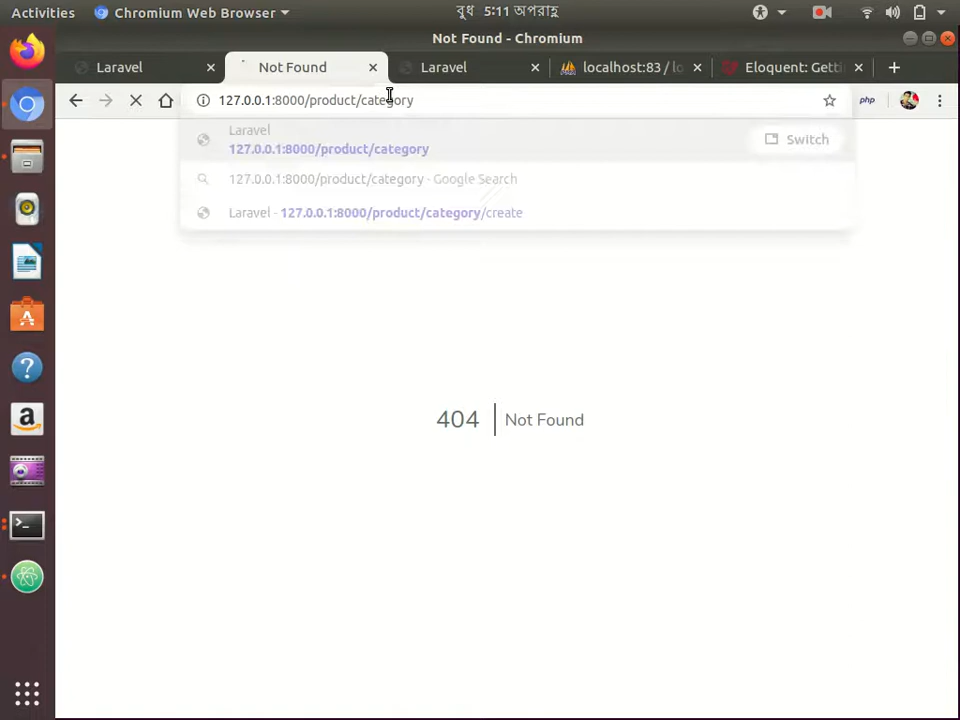 Activities Chromium Web Browser বুধ 5:11 অপরাহ্ণ
Not Found - Chromium
Laravel Not Found Laravel localhost:83 / lo Eloquent: Getti
127.0.0.1:8000/product/category php
Laravel
127.0.0.1:8000/product/category Switch
127.0.0.1:8000/product/category - Google Search
Laravel - 127.0.0.1:8000/product/category/create
404 Not Found